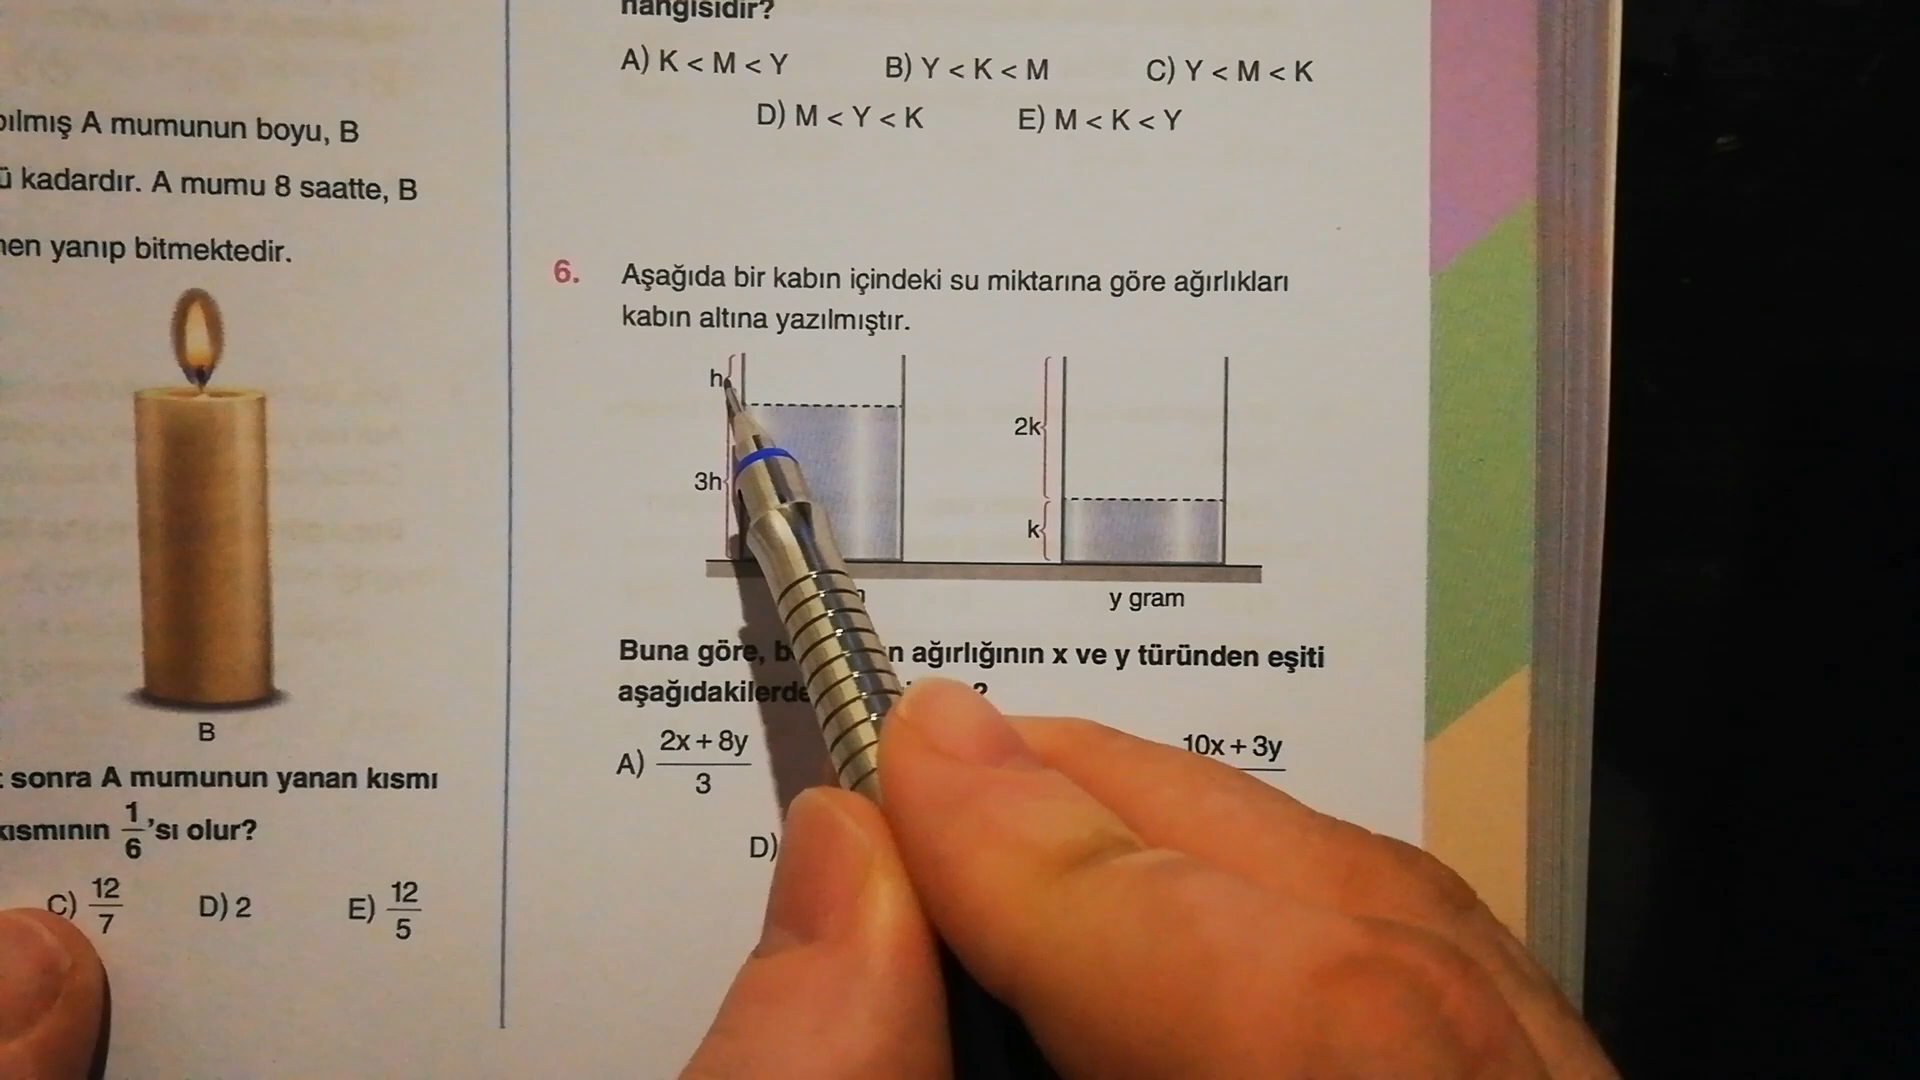 bılmış A mumunun boyu, B
ü kadardır. A mumu 8 saatte, B
nen yanıp bitmektedir.
B
sonra A mumunun yanan kısmı
kısmının 1/6'sı olur?
C) 12/7 D) 2 E) 12/5
hangisidir?
A) K < M < Y B) Y < K < M C) Y < M < K
D) M < Y < K E) M < K < Y
6. Aşağıda bir kabın içindeki su miktarına göre ağırlıkları
kabın altına yazılmıştır.
h
2k
3h
k
y gram
Buna göre, ağırlığının x ve y türünden eşiti
A) 2x + 8y / 3 10x + 3y
D)